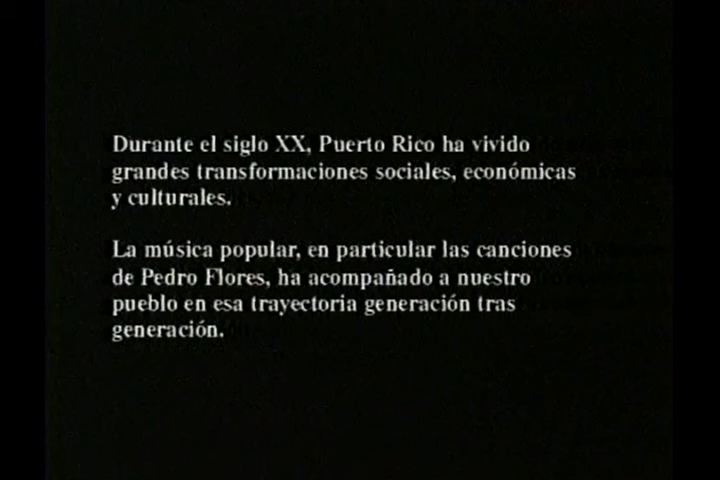 Durante el siglo XX, Puerto Rico ha vivido
grandes transformaciones sociales, económicas
y culturales.
La música popular, en particular las canciones
de Pedro Flores, ha acompañado a nuestro
pueblo en esa trayectoria generación tras
generación.